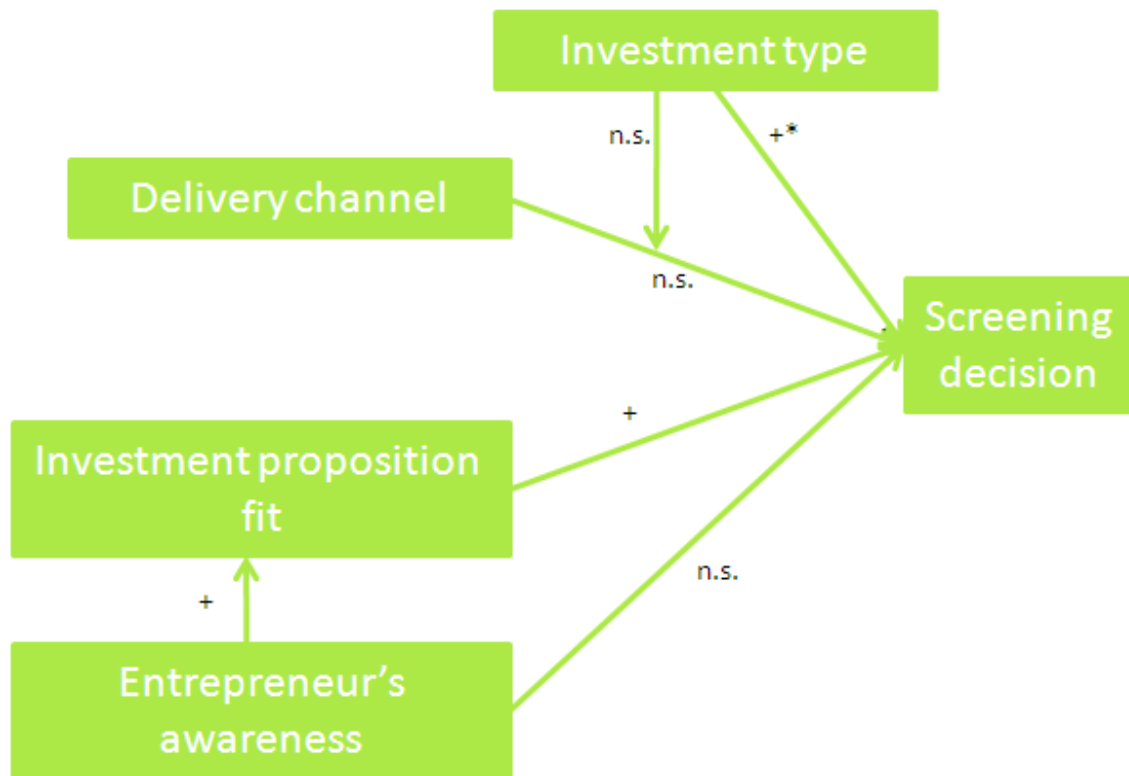 Investment type
n.s.
+*
Delivery channel
n.s.
Screening
decision
+
Investment proposition
fit
n.s.
+
Entrepreneur’s
awareness